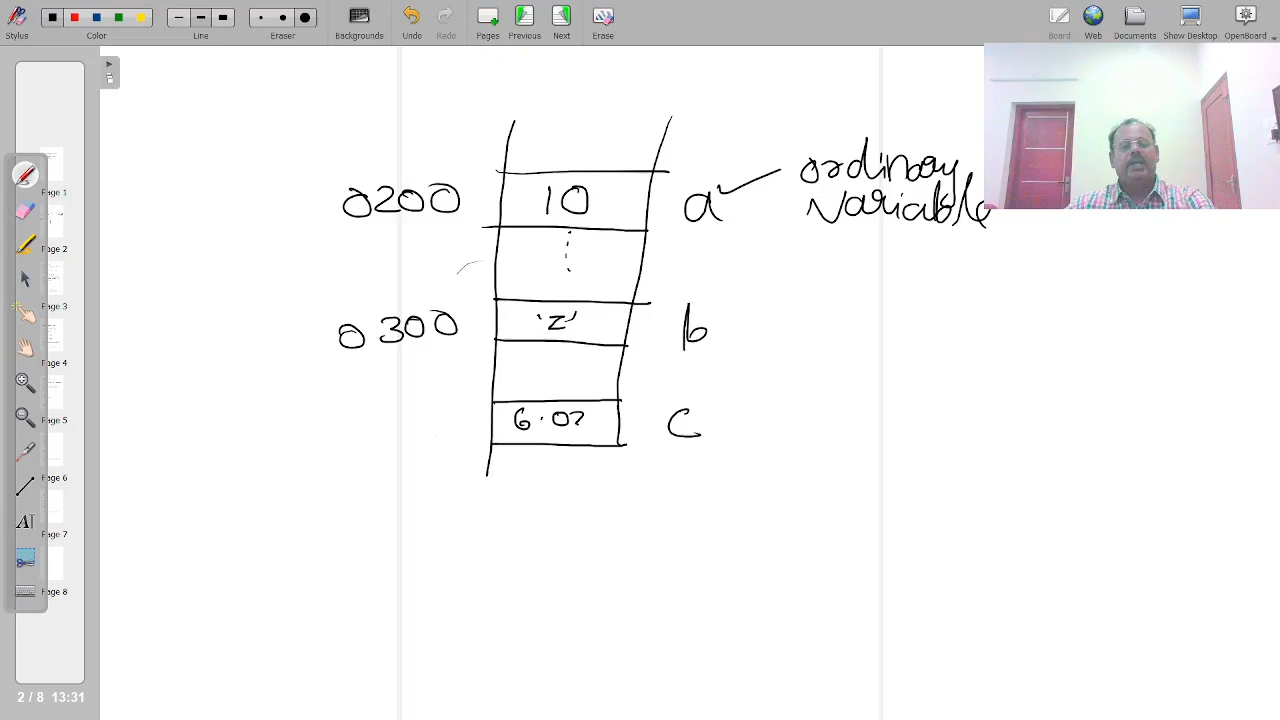 Stylus
Color
Line
Eraser
Backgrounds
Undo
Redo
Pages
Previous
Next
Erase
Board
Web
Documents
Show Desktop
OpenBoard
Page 1
Page 2
Page 3
Page 4
Page 5
Page 6
Page 7
Page 8
2 / 8 13:31
0200 10 a ordinary
variable
0300 'Z' b
6.02 C